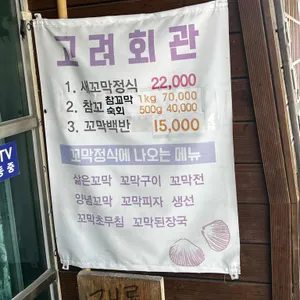 고려회관
1. 새꼬막정식 22,000
2. 참꼬 참꼬막 숙회 1kg 70,000 500g 40,000
3. 꼬막백반 15,000
꼬막정식에 나오는 메뉴
삶은꼬막 꼬막구이 꼬막전
양념꼬막 꼬막피자 생선
꼬막초무침 꼬막된장국
TV
중